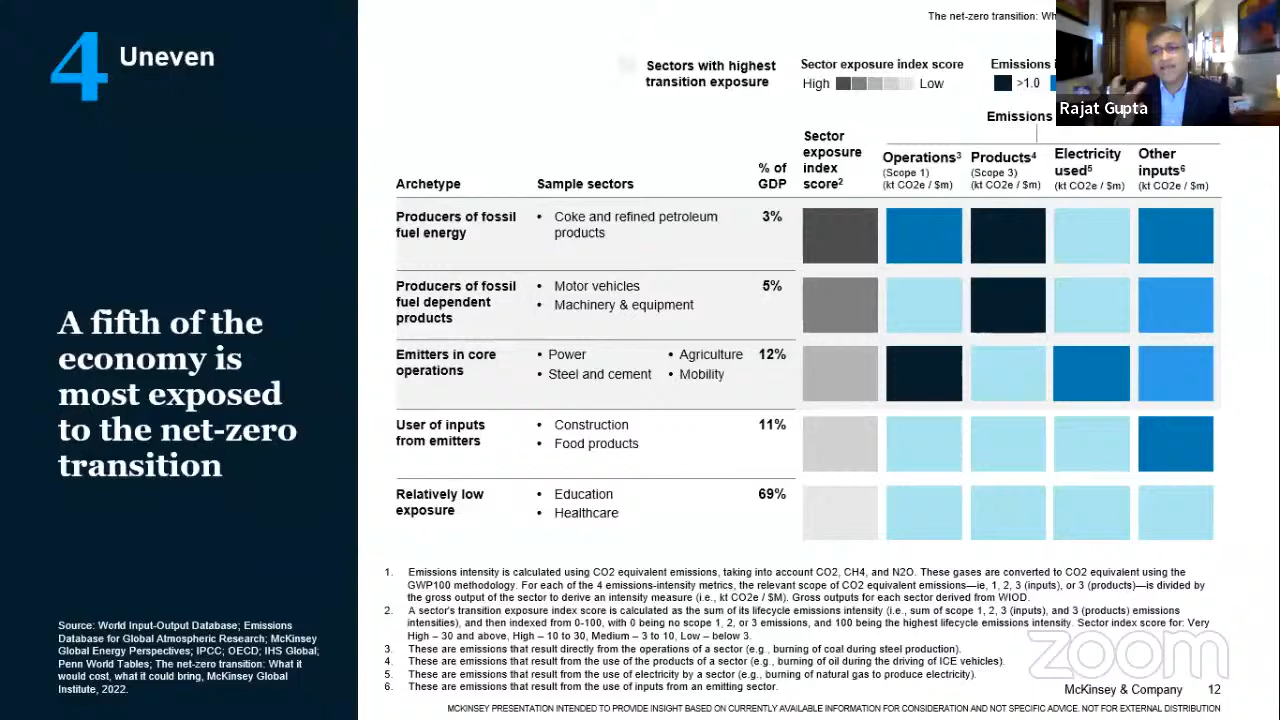 4 Uneven
A fifth of the
economy is
most exposed
to the net-zero
transition
Source: World Input-Output Database; Emissions
Database for Global Atmospheric Research; McKinsey
Global Energy Perspectives; IPCC; OECD; IHS Global;
Penn World Tables; The net-zero transition: What it
would cost, what it could bring, McKinsey Global
Institute, 2022.
The net-zero transition: Wh
Sectors with highest
transition exposure
Sector exposure index score
High Low
Emissions i
>1.0
Rajat Gupta
Emissions
Archetype
Sample sectors
% of
GDP
Sector
exposure
index
score2
Operations3
(Scope 1)
(kt CO2e / $m)
Products4
(Scope 3)
(kt CO2e / $m)
Electricity
used5
(kt CO2e / $m)
Other
inputs6
(kt CO2e / $m)
Producers of fossil
fuel energy
• Coke and refined petroleum
products
3%
Producers of fossil
fuel dependent
products
• Motor vehicles
• Machinery & equipment
5%
Emitters in core
operations
• Power
• Steel and cement
• Agriculture
• Mobility
12%
User of inputs
from emitters
• Construction
• Food products
11%
Relatively low
exposure
• Education
• Healthcare
69%
1. Emissions intensity is calculated using CO2 equivalent emissions, taking into account CO2, CH4, and N2O. These gases are converted to CO2 equivalent using the
GWP100 methodology. For each of the 4 emissions-intensity metrics, the relevant scope of CO2 equivalent emissions—ie, 1, 2, 3 (inputs), or 3 (products)—is divided by
the gross output of the sector to derive an intensity measure (i.e., kt CO2e / $M). Gross outputs for each sector derived from WIOD.
2. A sector's transition exposure index score is calculated as the sum of its lifecycle emissions intensity (i.e., sum of scope 1, 2, 3 (inputs), and 3 (products) emissions
intensities), and then indexed from 0-100, with 0 being no scope 1, 2, or 3 emissions, and 100 being the highest lifecycle emissions intensity. Sector index score for: Very
High – 30 and above, High – 10 to 30, Medium – 3 to 10, Low – below 3.
3. These are emissions that result directly from the operations of a sector (e.g., burning of coal during steel production).
4. These are emissions that result from the use of the products of a sector (e.g., burning of oil during the driving of ICE vehicles).
5. These are emissions that result from the use of electricity by a sector (e.g., burning of natural gas to produce electricity).
6. These are emissions that result from the use of inputs from an emitting sector.
zoom
McKinsey & Company 12
MCKINSEY PRESENTATION INTENDED TO PROVIDE INSIGHT BASED ON CURRENTLY AVAILABLE INFORMATION FOR CONSIDERATION AND NOT SPECIFIC ADVICE. NOT FOR EXTERNAL DISTRIBUTION